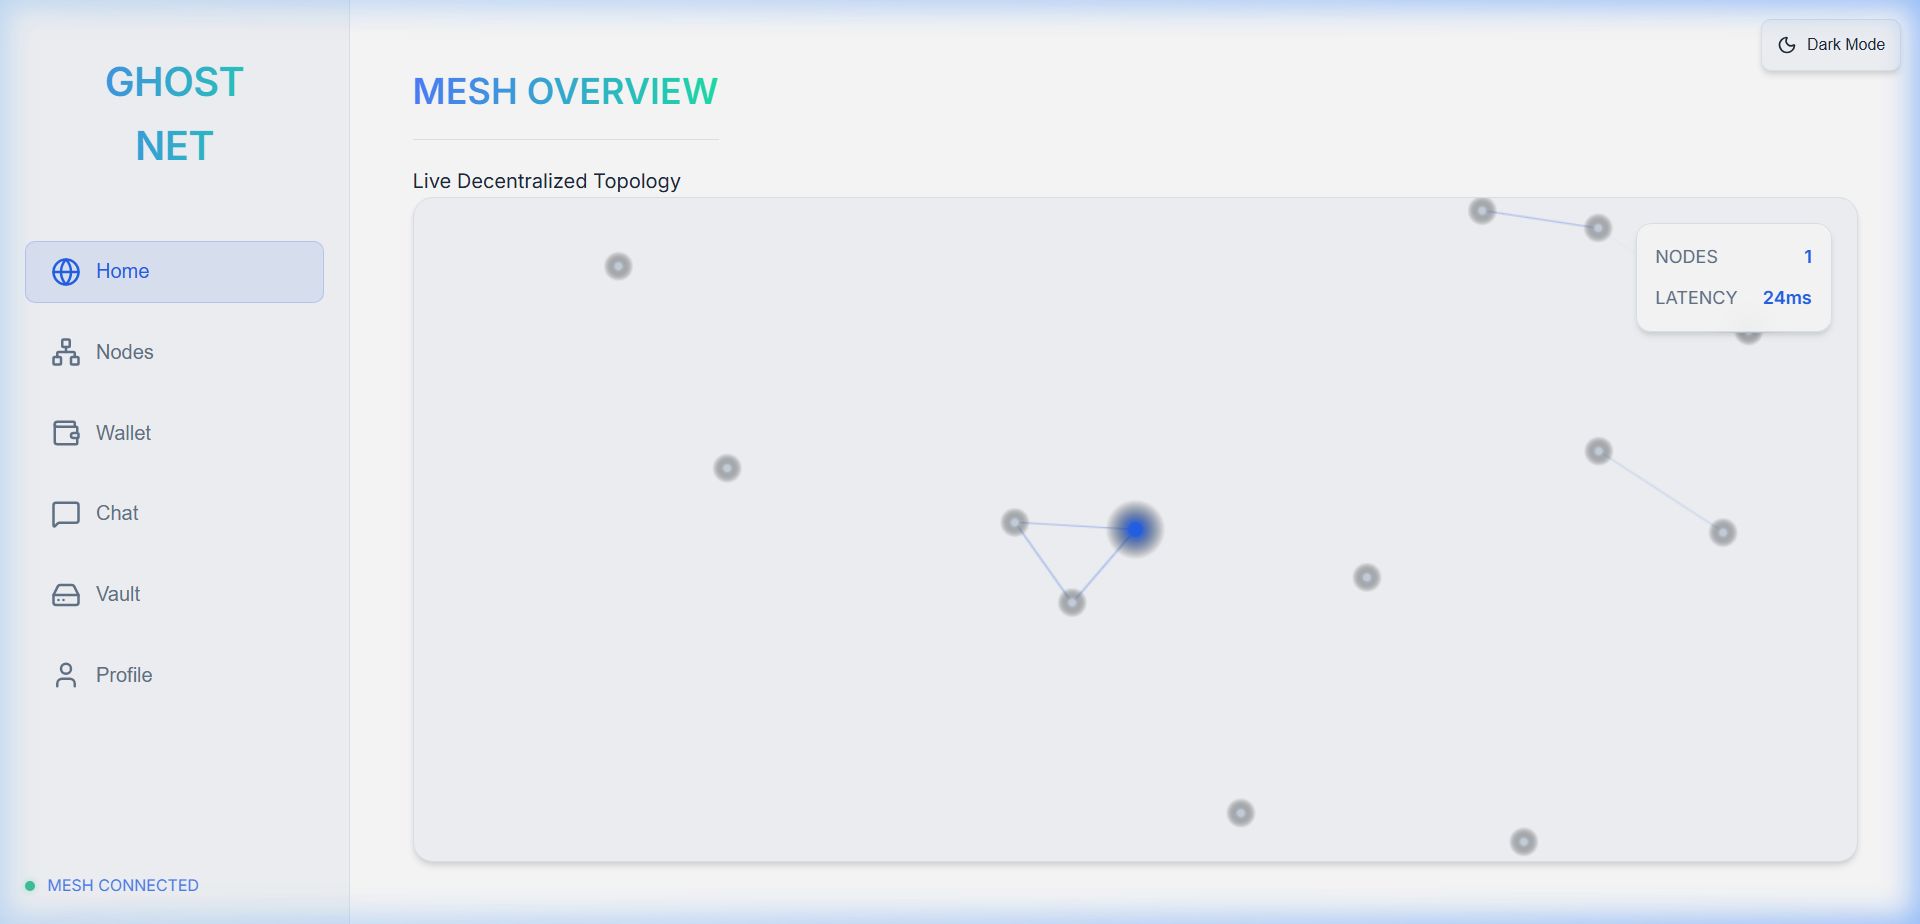 GHOST
NET
Home
Nodes
Wallet
Chat
Vault
Profile
MESH CONNECTED
Dark Mode
MESH OVERVIEW
Live Decentralized Topology
NODES 1
LATENCY 24ms